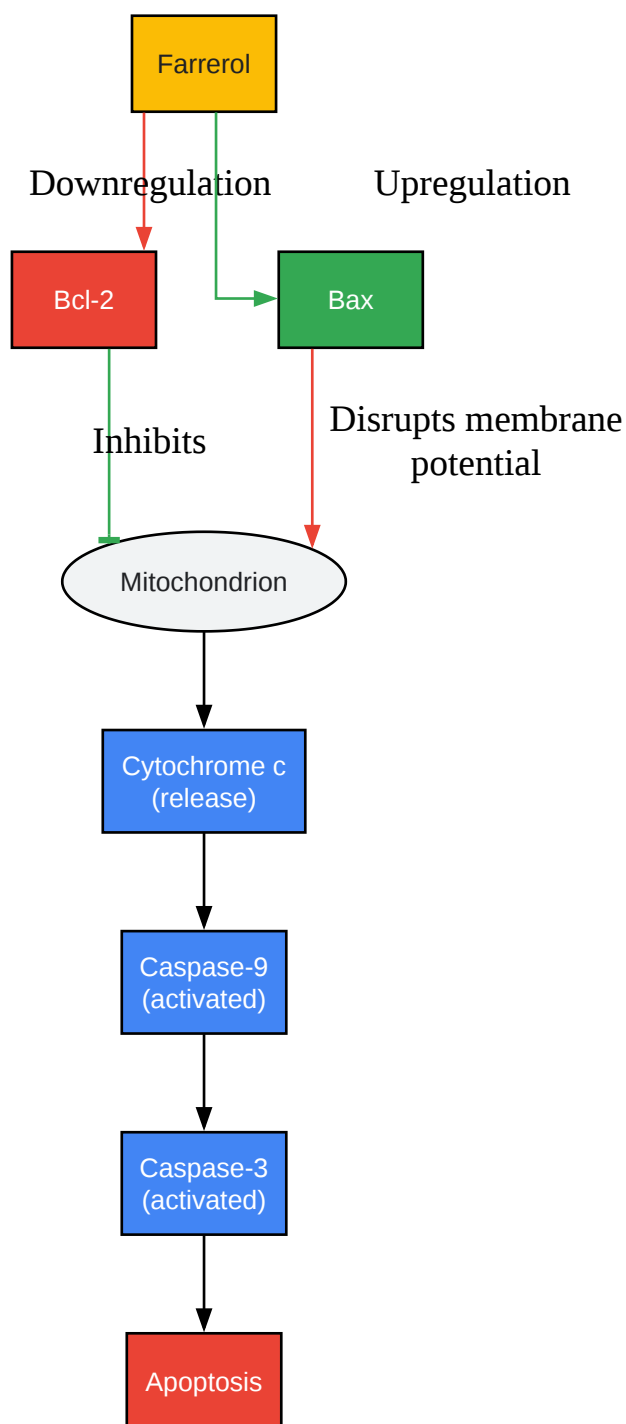 Farrerol
Downregulation
Upregulation
Bcl-2
Bax
Inhibits
Disrupts membrane
potential
Mitochondrion
Cytochrome c
(release)
Caspase-9
(activated)
Caspase-3
(activated)
Apoptosis